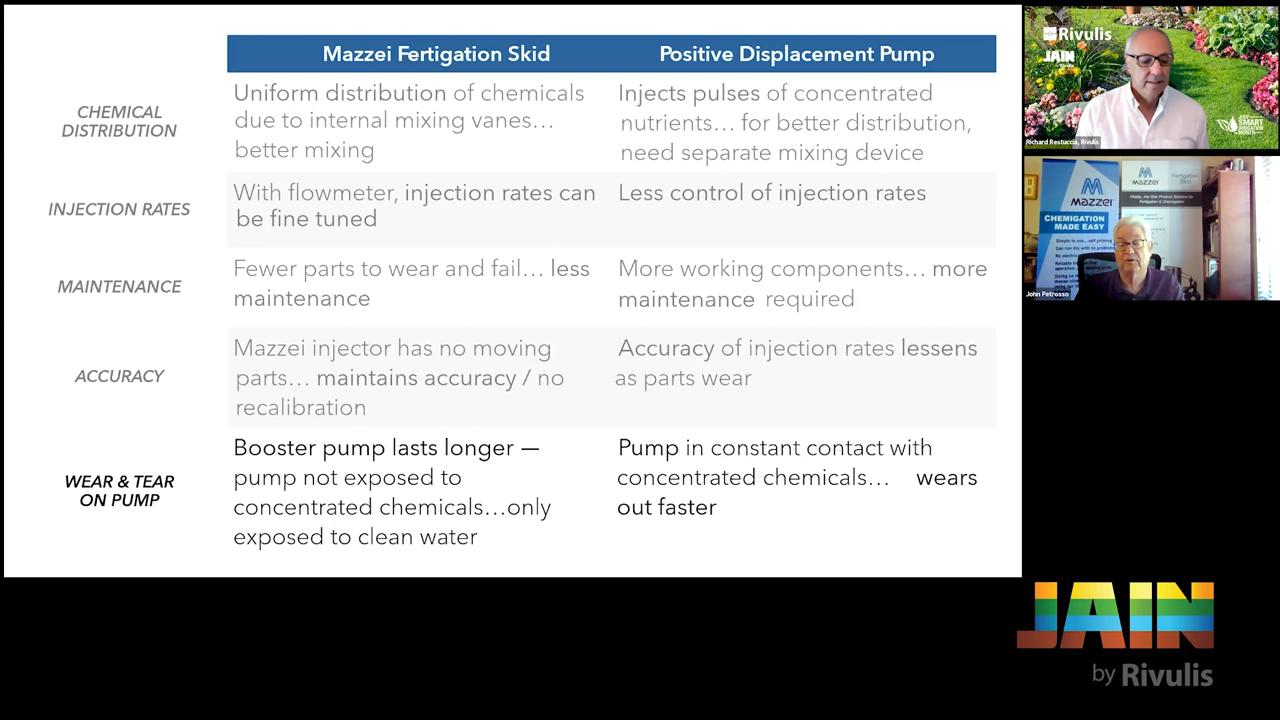 Mazzei Fertigation Skid
Positive Displacement Pump
CHEMICAL
DISTRIBUTION
Uniform distribution of chemicals
due to internal mixing vanes…
better mixing
Injects pulses of concentrated
nutrients… for better distribution,
need separate mixing device
INJECTION RATES
With flowmeter, injection rates can
be fine tuned
Less control of injection rates
MAINTENANCE
Fewer parts to wear and fail… less
maintenance
More working components… more
maintenance required
ACCURACY
Mazzei injector has no moving
parts… maintains accuracy / no
recalibration
Accuracy of injection rates lessens
as parts wear
WEAR & TEAR
ON PUMP
Booster pump lasts longer —
pump not exposed to
concentrated chemicals…only
exposed to clean water
Pump in constant contact with
concentrated chemicals… wears
out faster
Rivulis
JAIN
SMART
MONTH
Richard Restuccia, Rivulis
MAZZEI
CHEMIGATION
MADE EASY
mazzei
Fertigation
Skid
John Petrosso
JAIN
by Rivulis